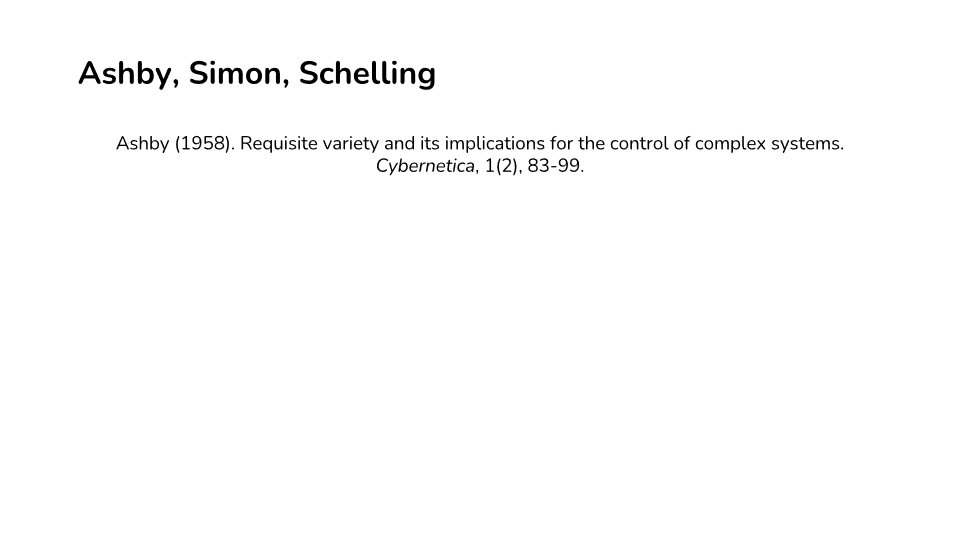 Ashby, Simon, Schelling
Ashby (1958). Requisite variety and its implications for the control of complex systems.
Cybernetica, 1(2), 83-99.